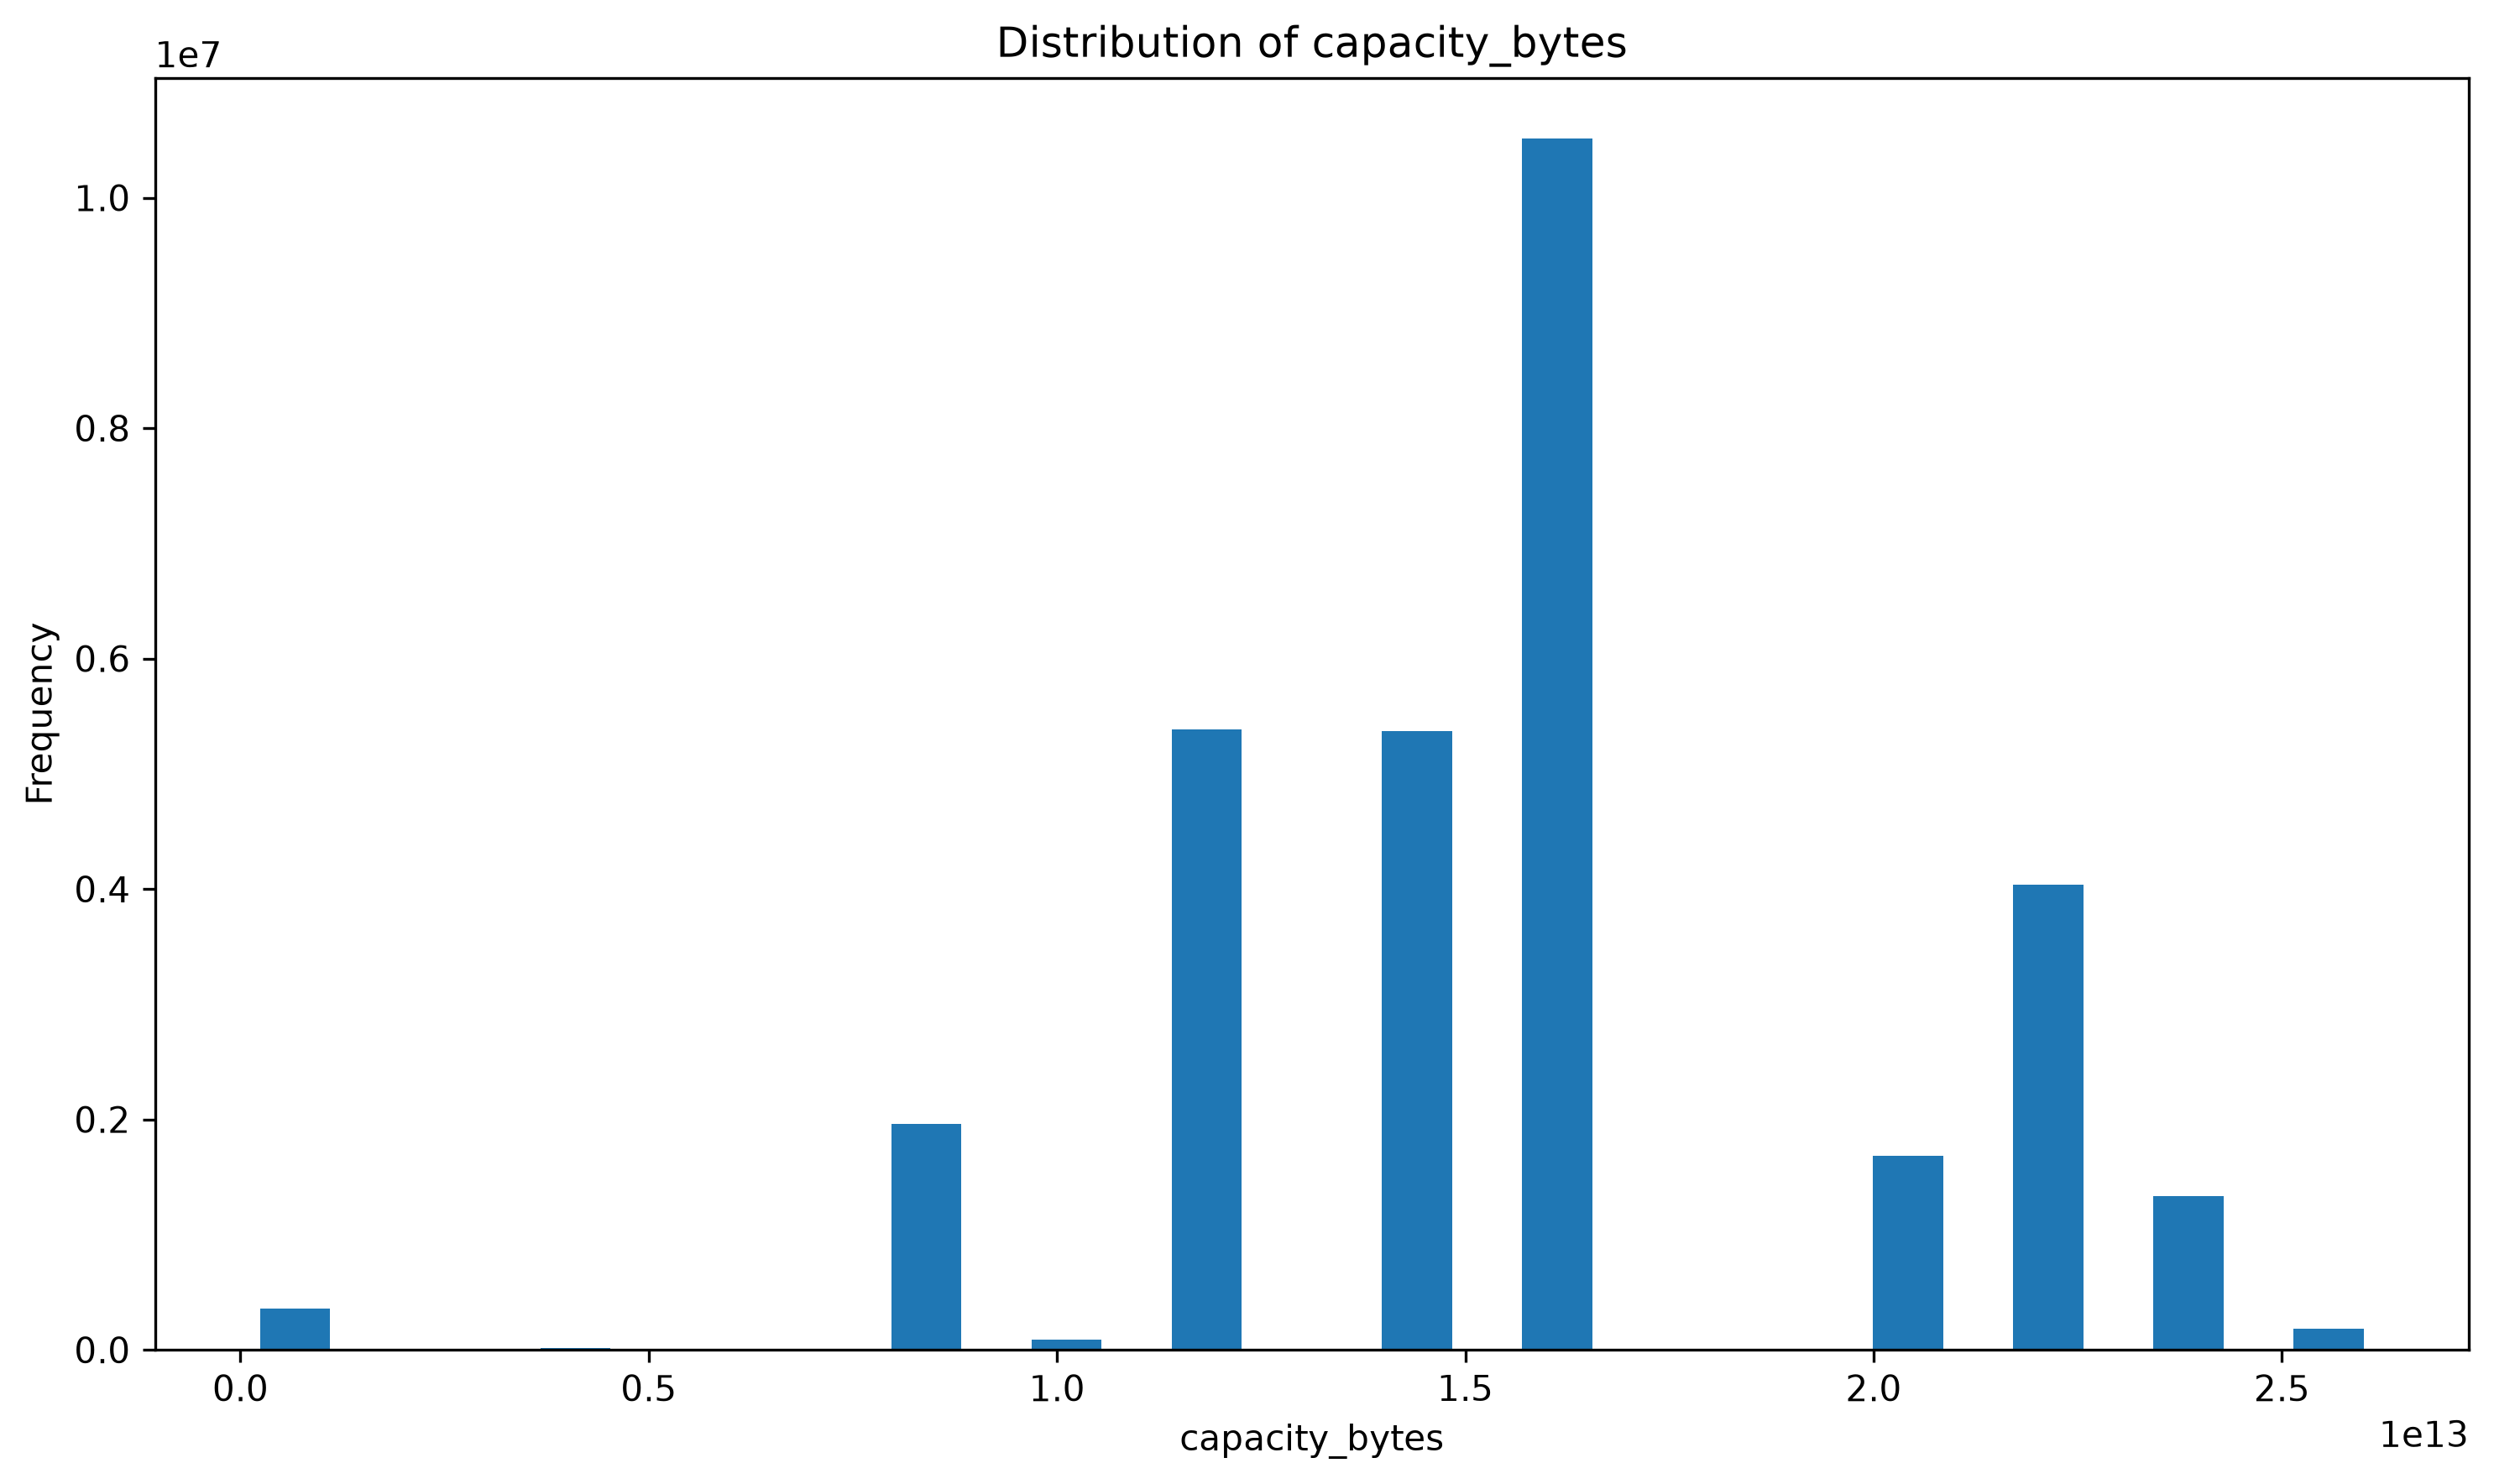 Distribution of capacity_bytes
1e7
1.0
0.8
0.6
0.4
0.2
0.0
Frequency
0.0 0.5 1.0 1.5 2.0 2.5
1e13
capacity_bytes